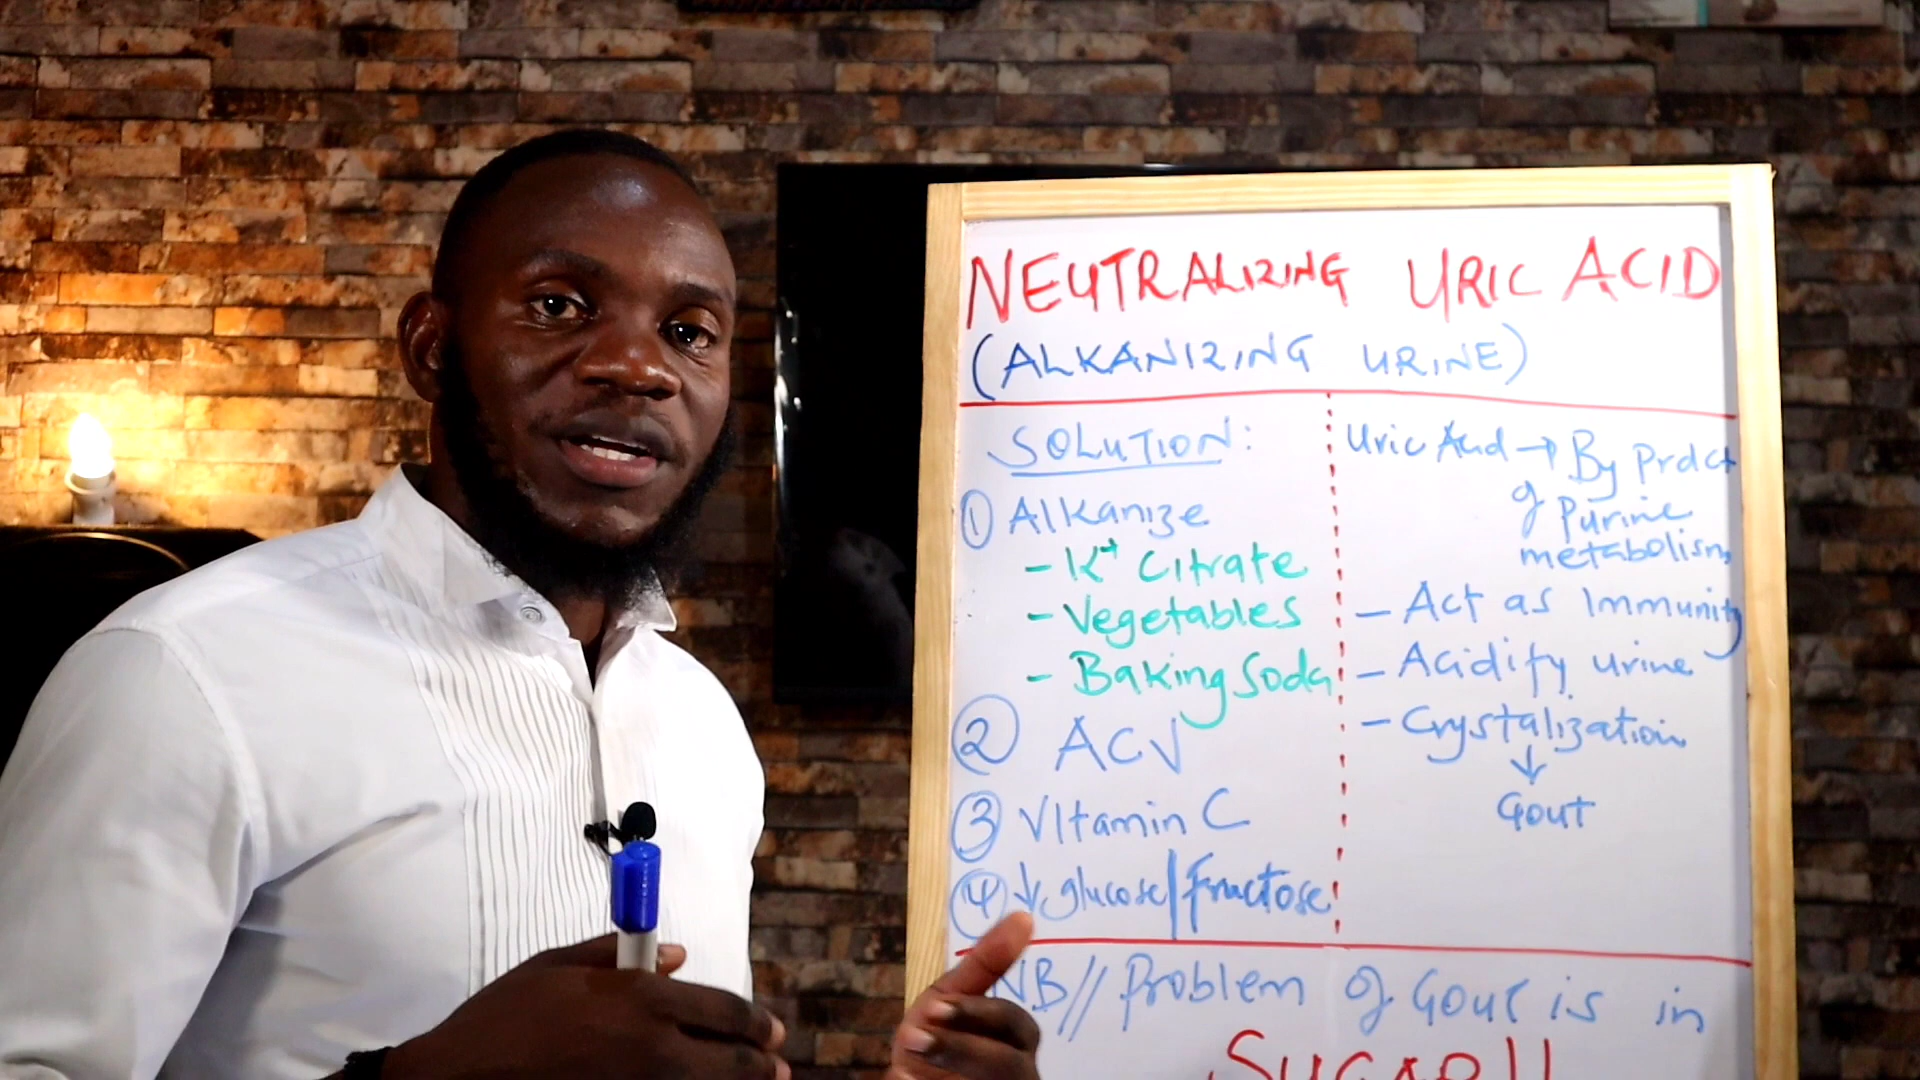 NEUTRALIZING URIC ACID
(ALKANIZING URINE)
SOLUTION:
① Alkanize
- K+ Citrate
- Vegetables
- Baking Soda
② ACV
③ VItamin C
④ ↓ glucose/fructose
Uric Acid → By Prdct
of Purine
metabolism
- Act as Immunity
- Acidify urine
- Crystalization
↓
Gout
NB// Problem of Gout is in
SUGAR!!